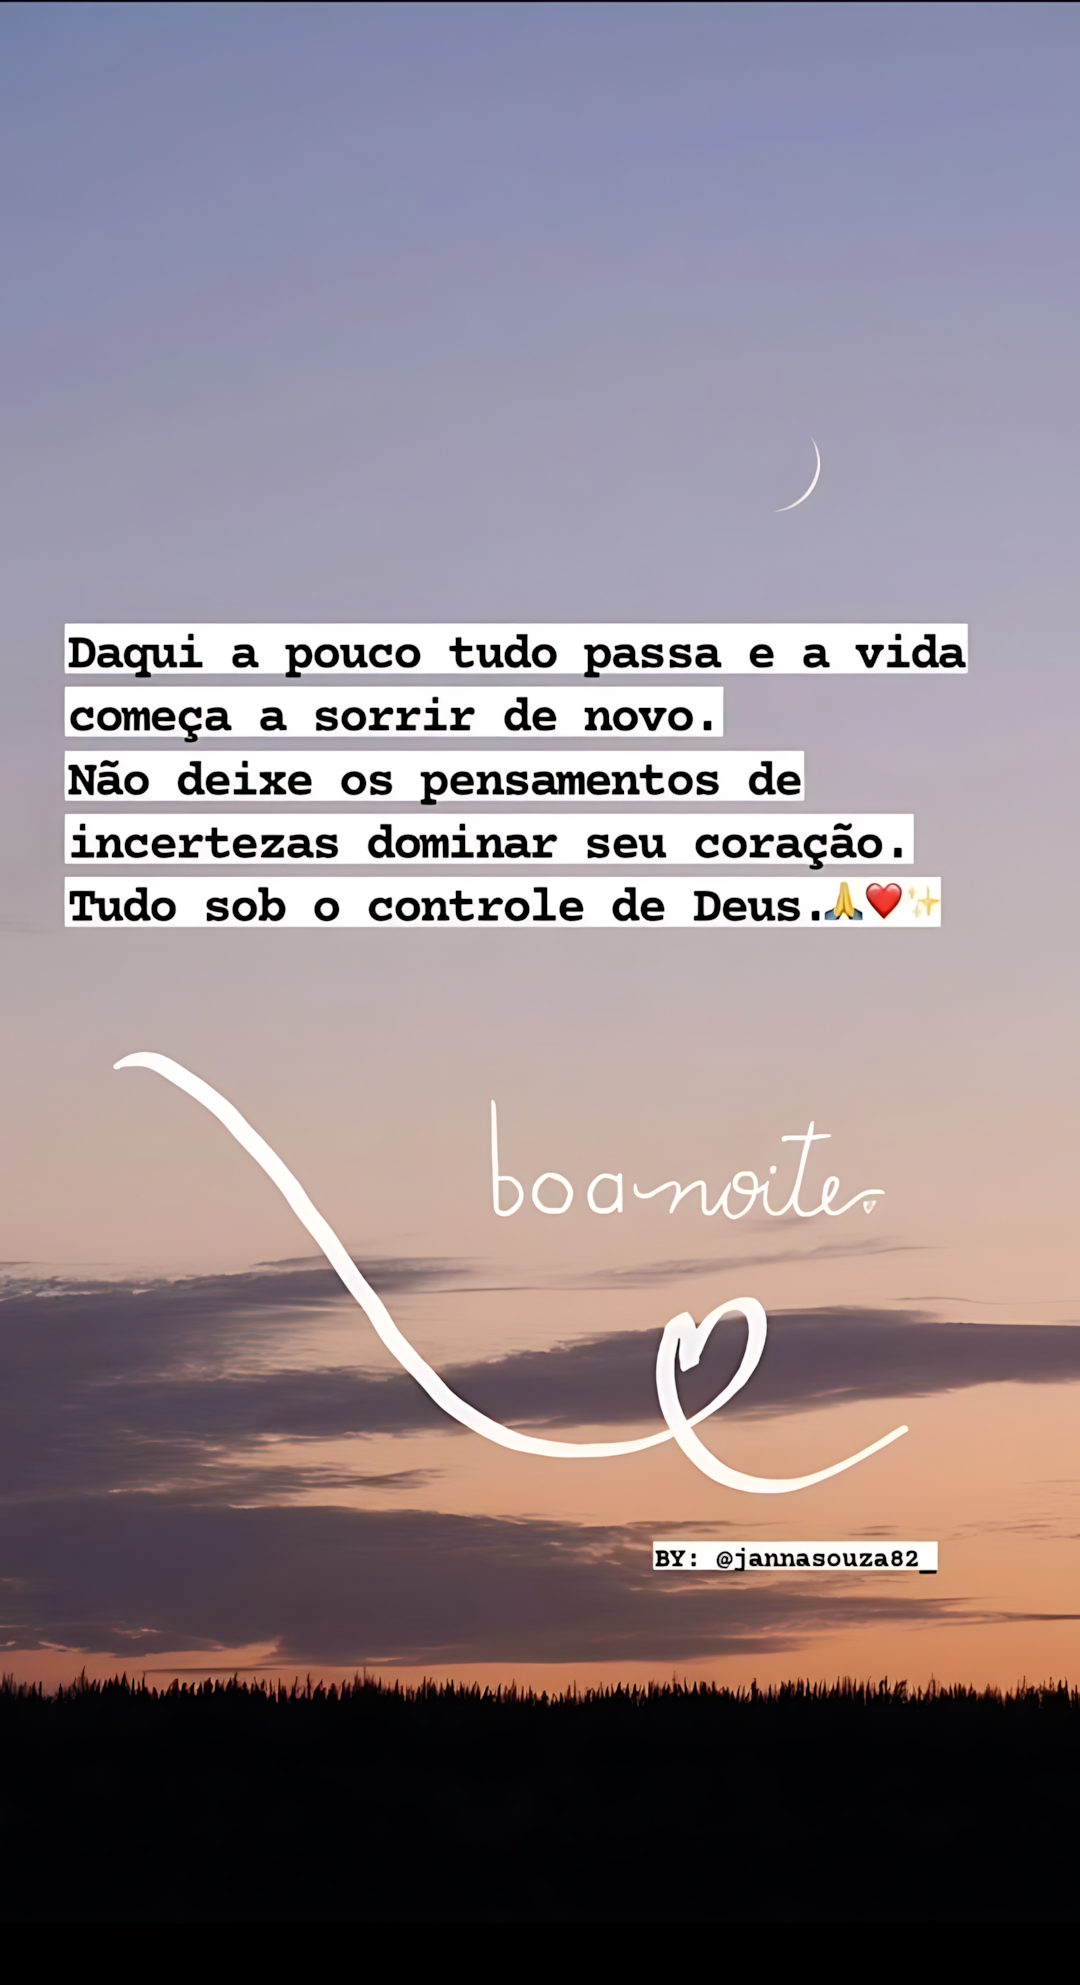 Daqui a pouco tudo passa e a vida
começa a sorrir de novo.
Não deixe os pensamentos de
incertezas dominar seu coração.
Tudo sob o controle de Deus.🙏❤️✨
boa noite
BY: @jannasouza82_